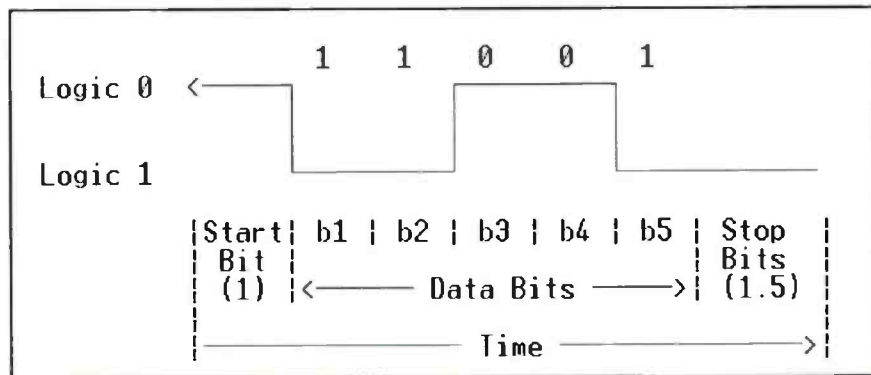 1 1 0 0 1
Logic 0
Logic 1
Start b1 b2 b3 b4 b5 Stop
Bit Bits
(1) Data Bits (1.5)
Time